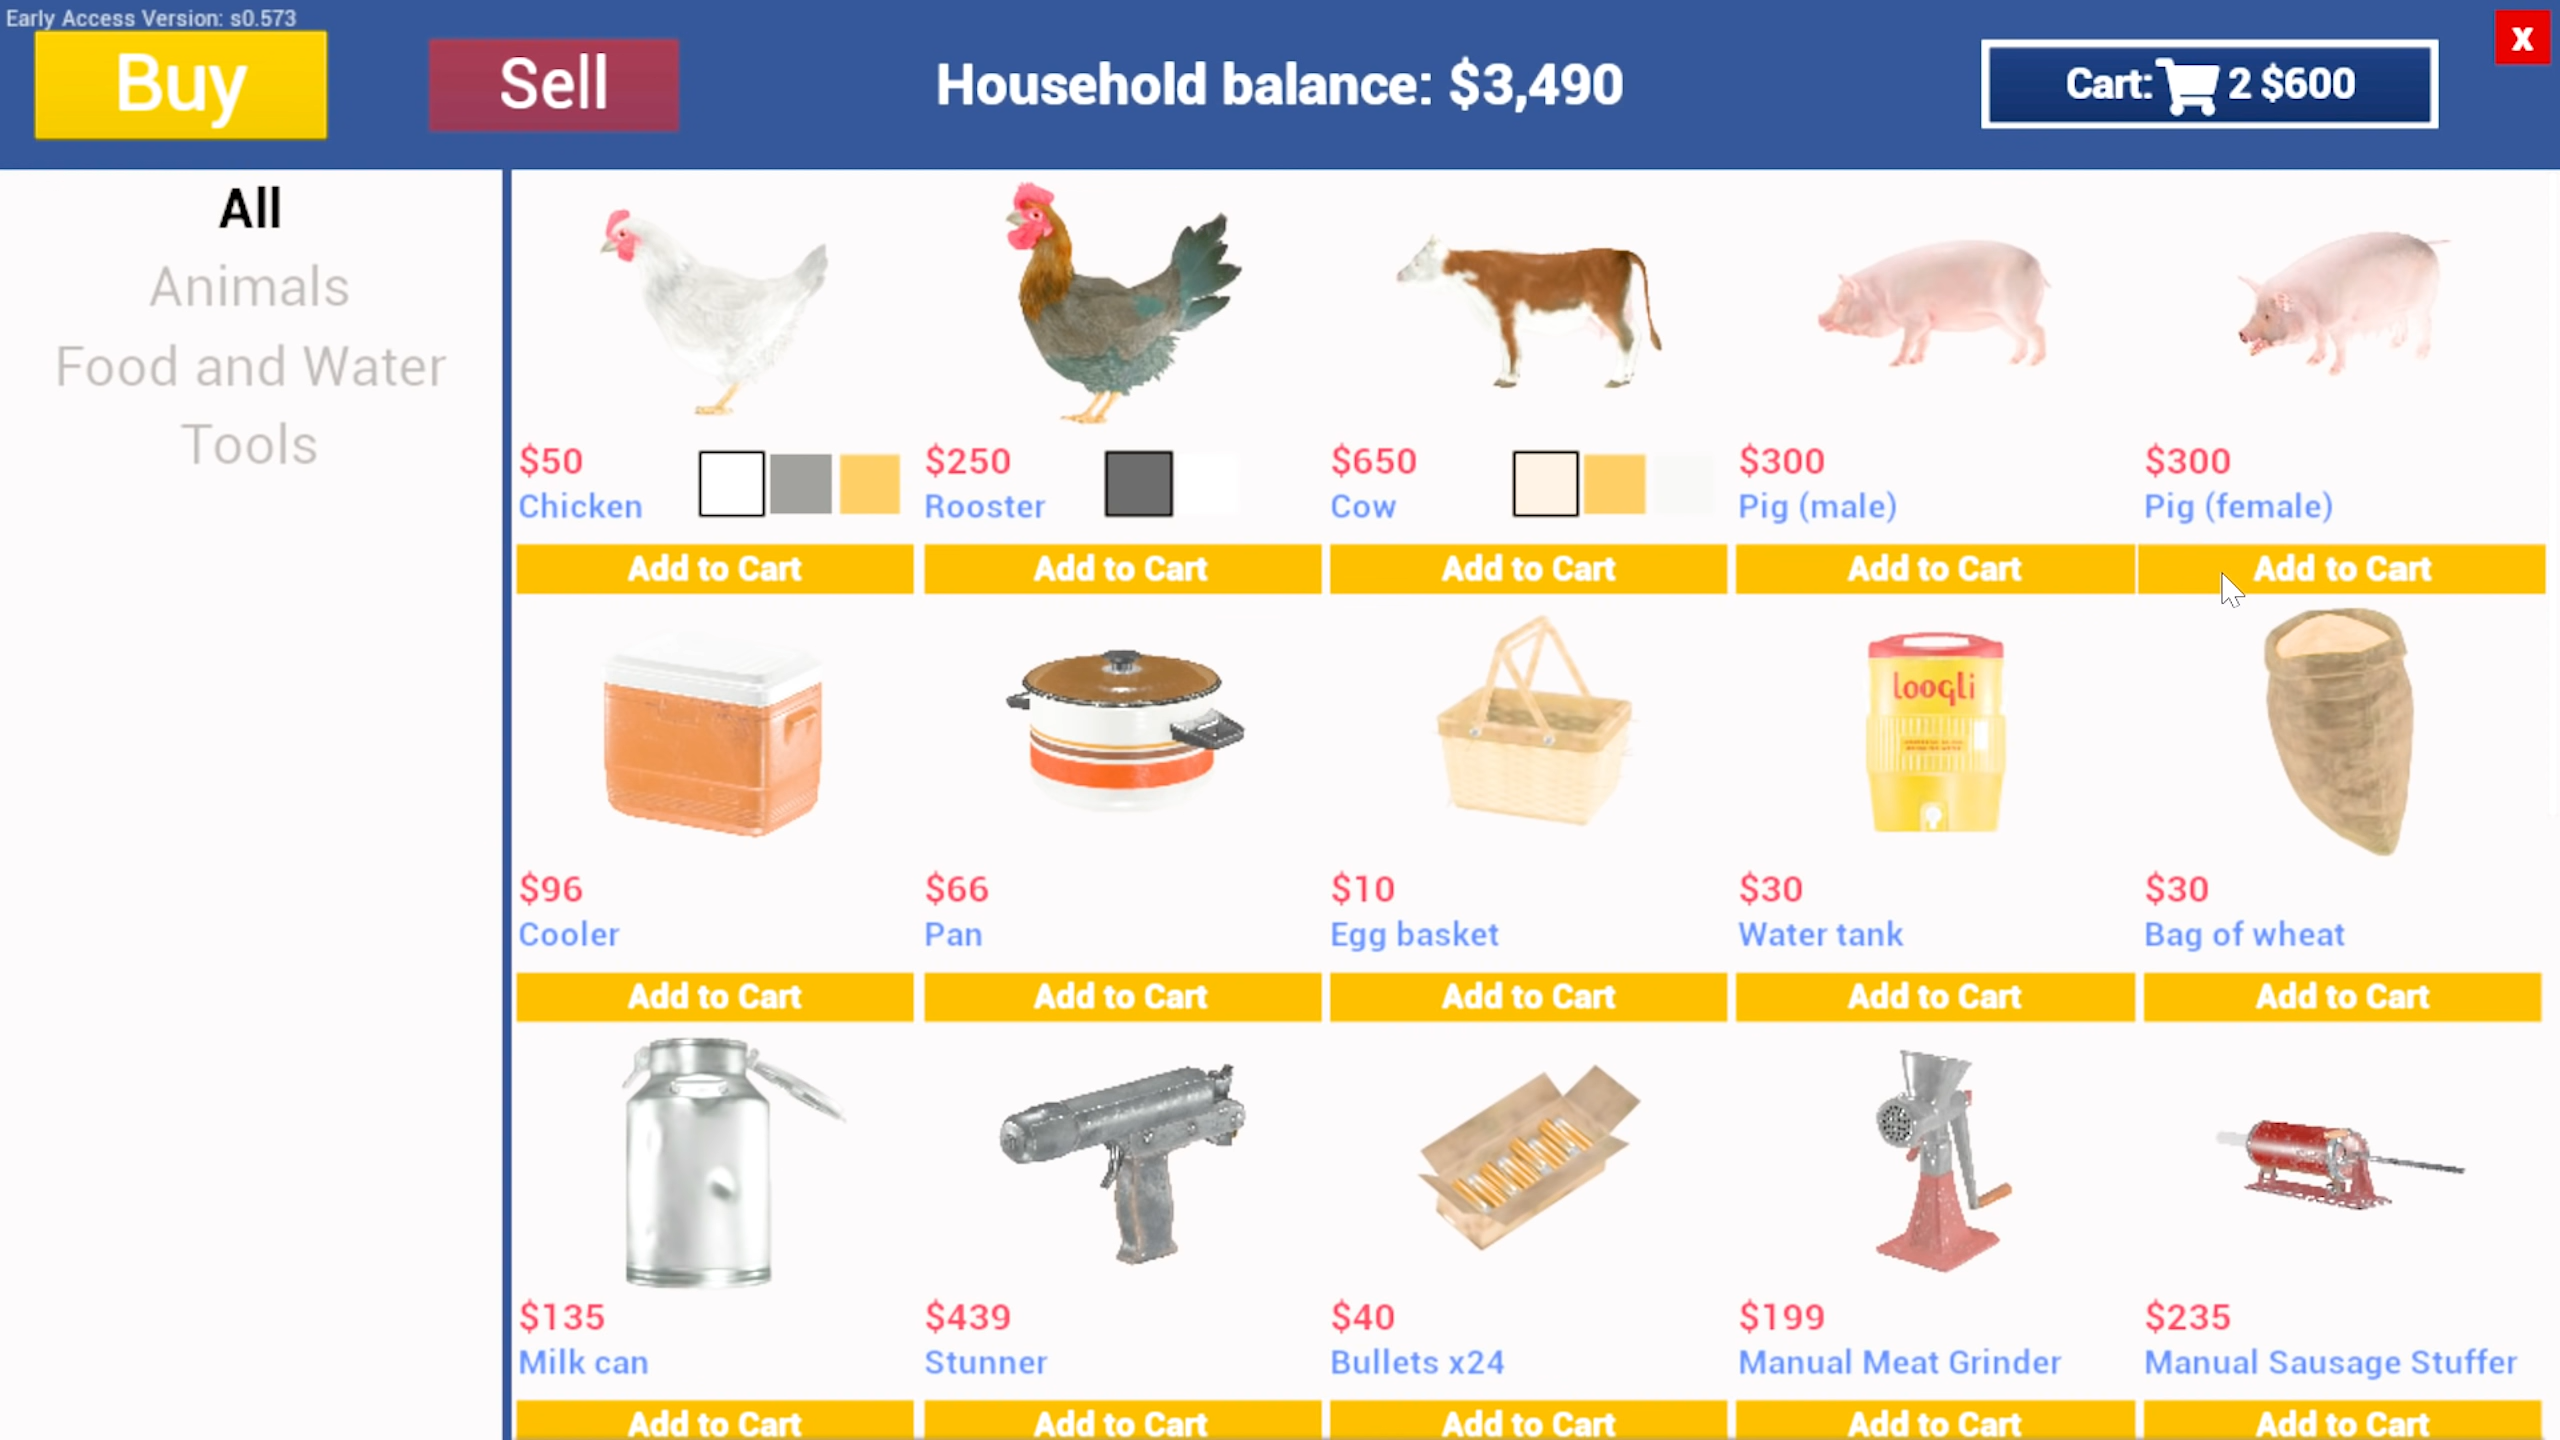 Early Access Version: s0.573
Buy
Sell
Household balance: $3,490
Cart: 2 $600
X
All
Animals
Food and Water
Tools
$50
Chicken
$250
Rooster
$650
Cow
$300
Pig (male)
$300
Pig (female)
Add to Cart
Add to Cart
Add to Cart
Add to Cart
Add to Cart
loogli
$96
Cooler
$66
Pan
$10
Egg basket
$30
Water tank
$30
Bag of wheat
Add to Cart
Add to Cart
Add to Cart
Add to Cart
Add to Cart
$135
Milk can
$439
Stunner
$40
Bullets x24
$199
Manual Meat Grinder
$235
Manual Sausage Stuffer
Add to Cart
Add to Cart
Add to Cart
Add to Cart
Add to Cart